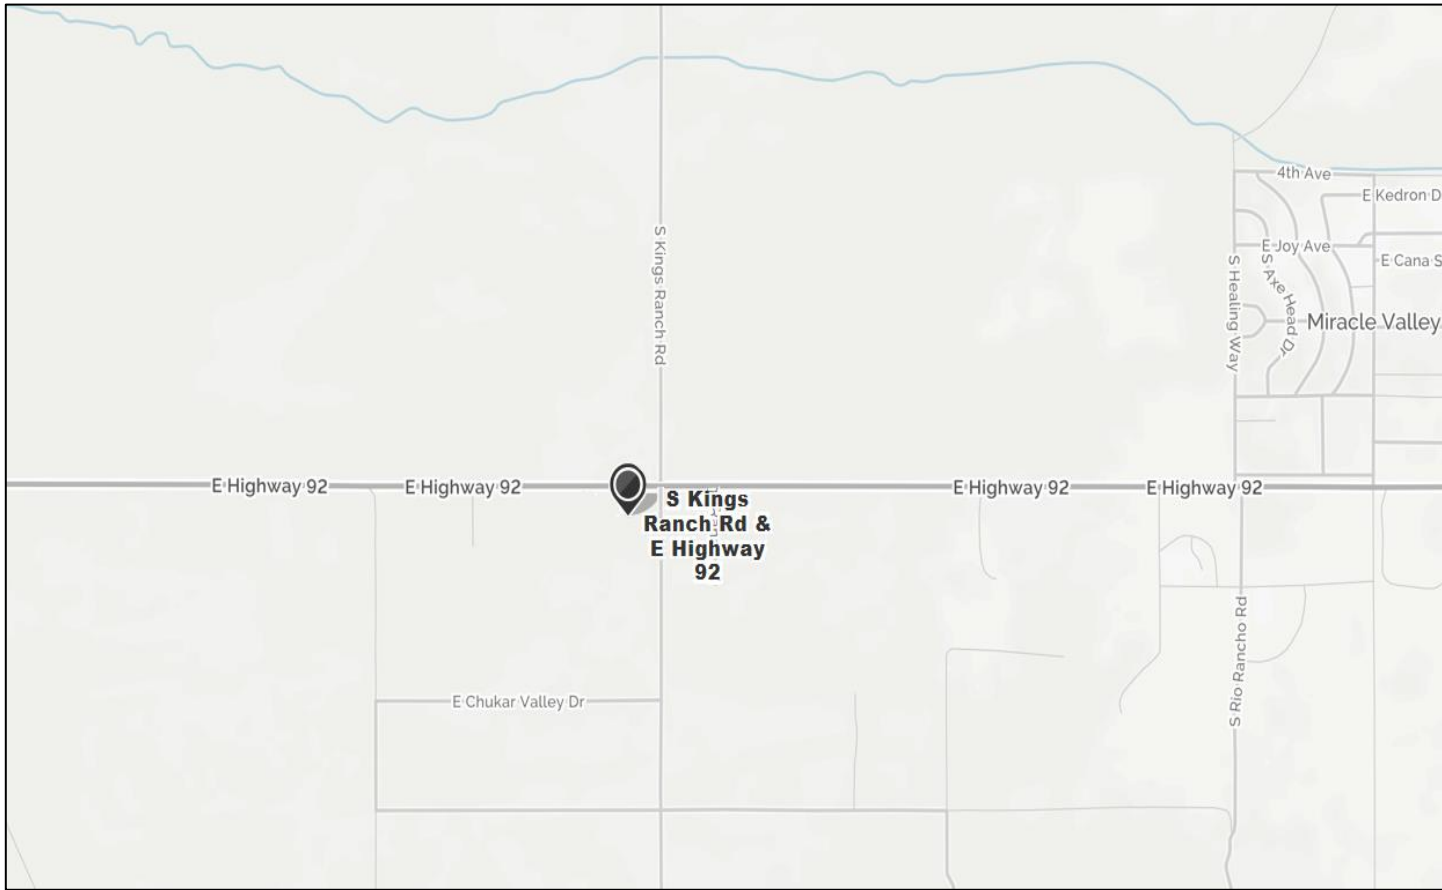 4th Ave
E Kedron D
E Joy Ave
E Cana S
S Kings Ranch Rd
S Healing Way
S Axe Head Dr
Miracle Valley
E Highway 92
E Highway 92
E Highway 92
E Highway 92
S Kings
Ranch Rd &
E Highway
92
S Rio Rancho Rd
E Chukar Valley Dr